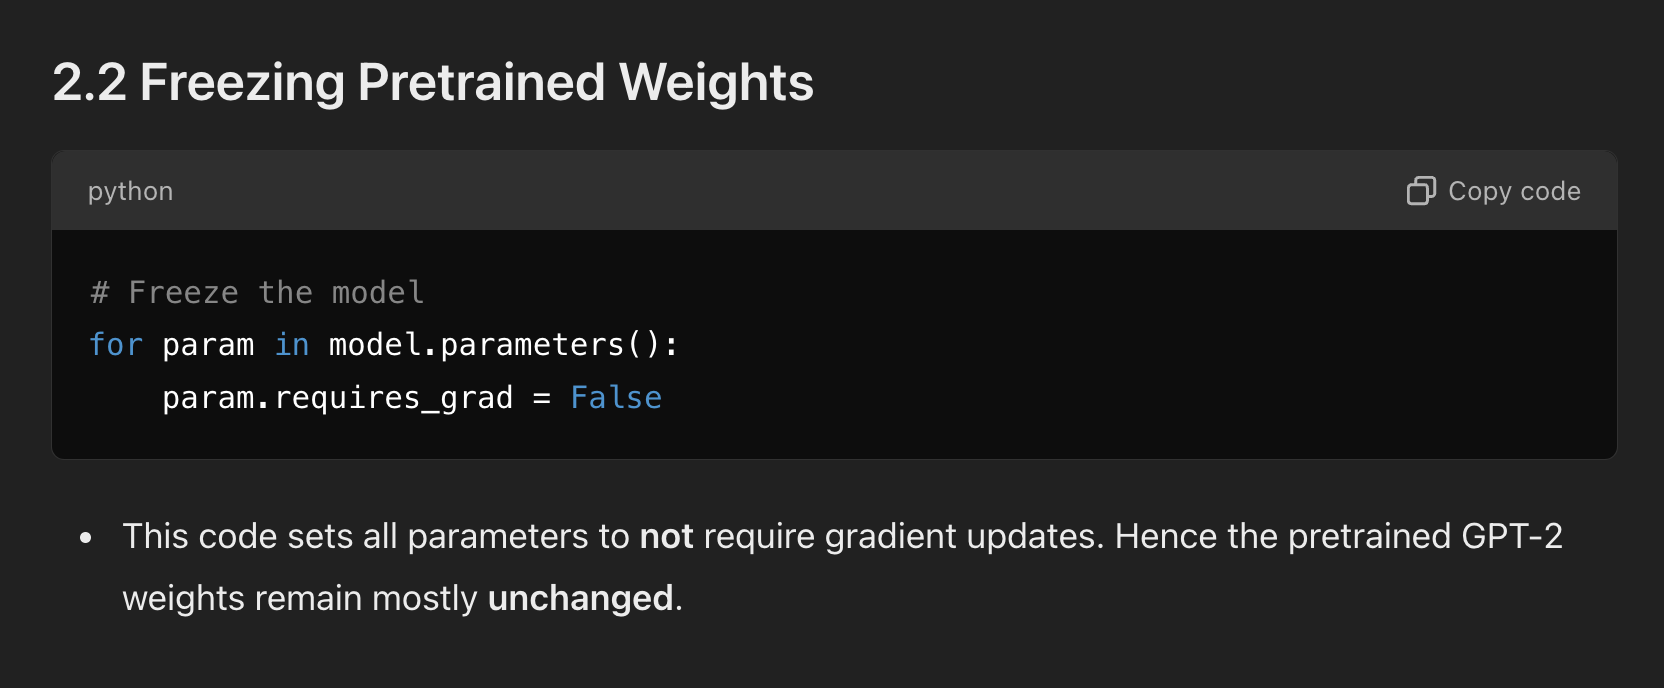 2.2 Freezing Pretrained Weights
python
Copy code
# Freeze the model
for param in model.parameters():
    param.requires_grad = False
• This code sets all parameters to not require gradient updates. Hence the pretrained GPT-2
weights remain mostly unchanged.